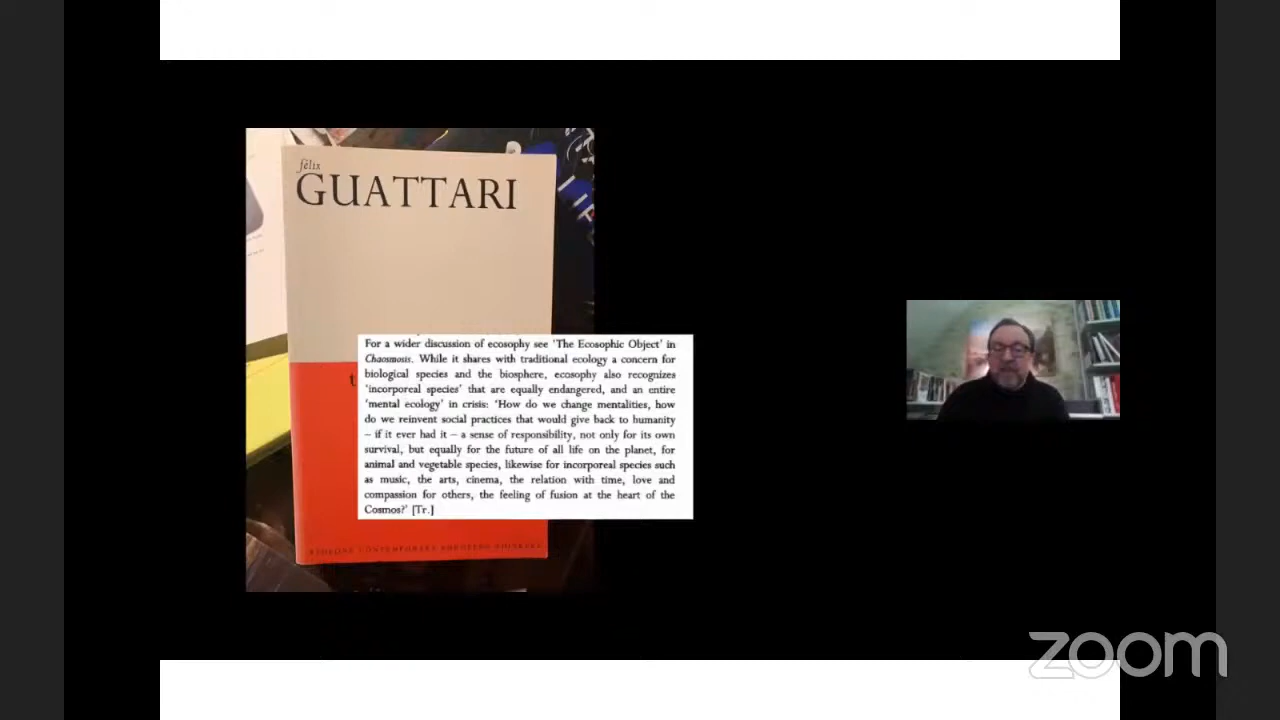 félix
GUATTARI
t
For a wider discussion of ecosophy see 'The Ecosophic Object' in
Chaosmosis. While it shares with traditional ecology a concern for
biological species and the biosphere, ecosophy also recognizes
'incorporeal species' that are equally endangered, and an entire
'mental ecology' in crisis: 'How do we change mentalities, how
do we reinvent social practices that would give back to humanity
– if it ever had it – a sense of responsibility, not only for its own
survival, but equally for the future of all life on the planet, for
animal and vegetable species, likewise for incorporeal species such
as music, the arts, cinema, the relation with time, love and
compassion for others, the feeling of fusion at the heart of the
Cosmos?' [Tr.]
CONTEMPORARY
zoom